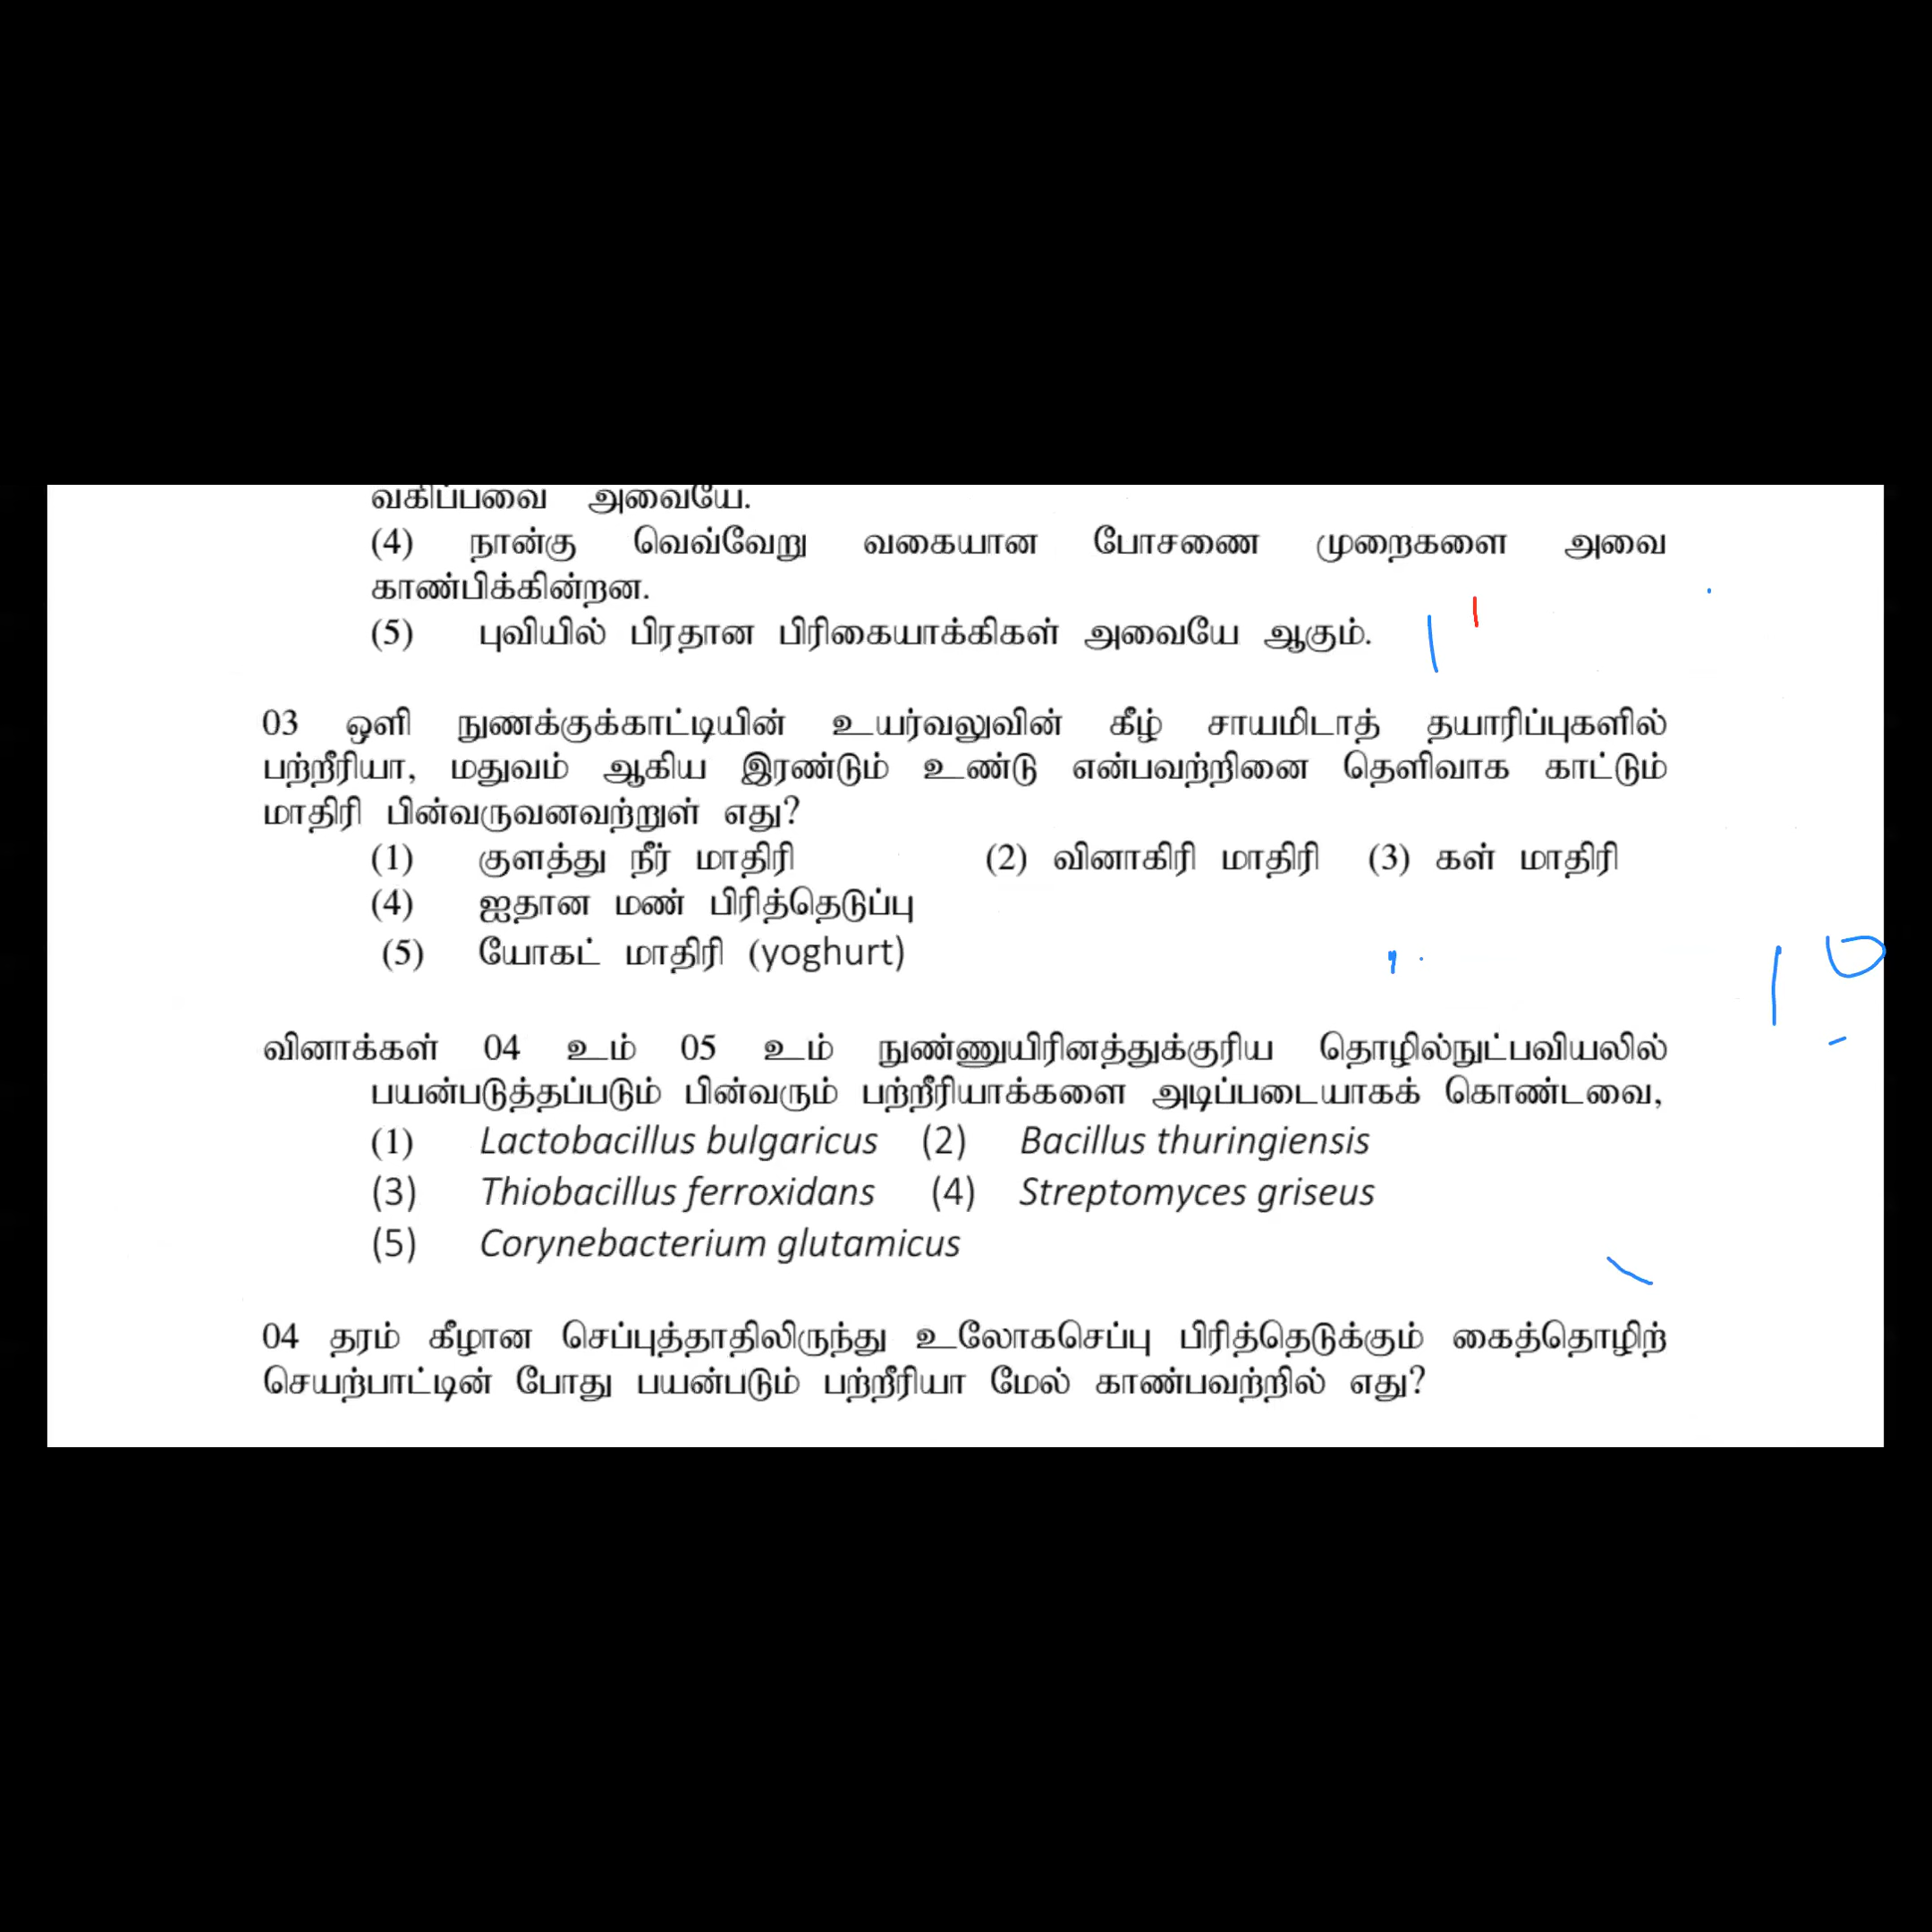 வகிப்பவை அவையே.
(4) நான்கு வெவ்வேறு வகையான போசணை முறைகளை அவை
காண்பிக்கின்றன.
(5) புவியில் பிரதான பிரிகையாக்கிகள் அவையே ஆகும்.
03 ஒளி நுணக்குக்காட்டியின் உயர்வலுவின் கீழ் சாயமிடாத் தயாரிப்புகளில்
பற்றீரியா, மதுவம் ஆகிய இரண்டும் உண்டு என்பவற்றினை தெளிவாக காட்டும்
மாதிரி பின்வருவனவற்றுள் எது?
(1) குளத்து நீர் மாதிரி (2) வினாகிரி மாதிரி (3) கள் மாதிரி
(4) ஐதான மண் பிரித்தெடுப்பு
(5) யோகட் மாதிரி (yoghurt)
வினாக்கள் 04 உம் 05 உம் நுண்ணுயிரினத்துக்குரிய தொழில்நுட்பவியலில்
பயன்படுத்தப்படும் பின்வரும் பற்றீரியாக்களை அடிப்படையாகக் கொண்டவை,
(1) Lactobacillus bulgaricus (2) Bacillus thuringiensis
(3) Thiobacillus ferroxidans (4) Streptomyces griseus
(5) Corynebacterium glutamicus
04 தரம் கீழான செப்புத்தாதிலிருந்து உலோகசெப்பு பிரித்தெடுக்கும் கைத்தொழிற்
செயற்பாட்டின் போது பயன்படும் பற்றீரியா மேல் காண்பவற்றில் எது?